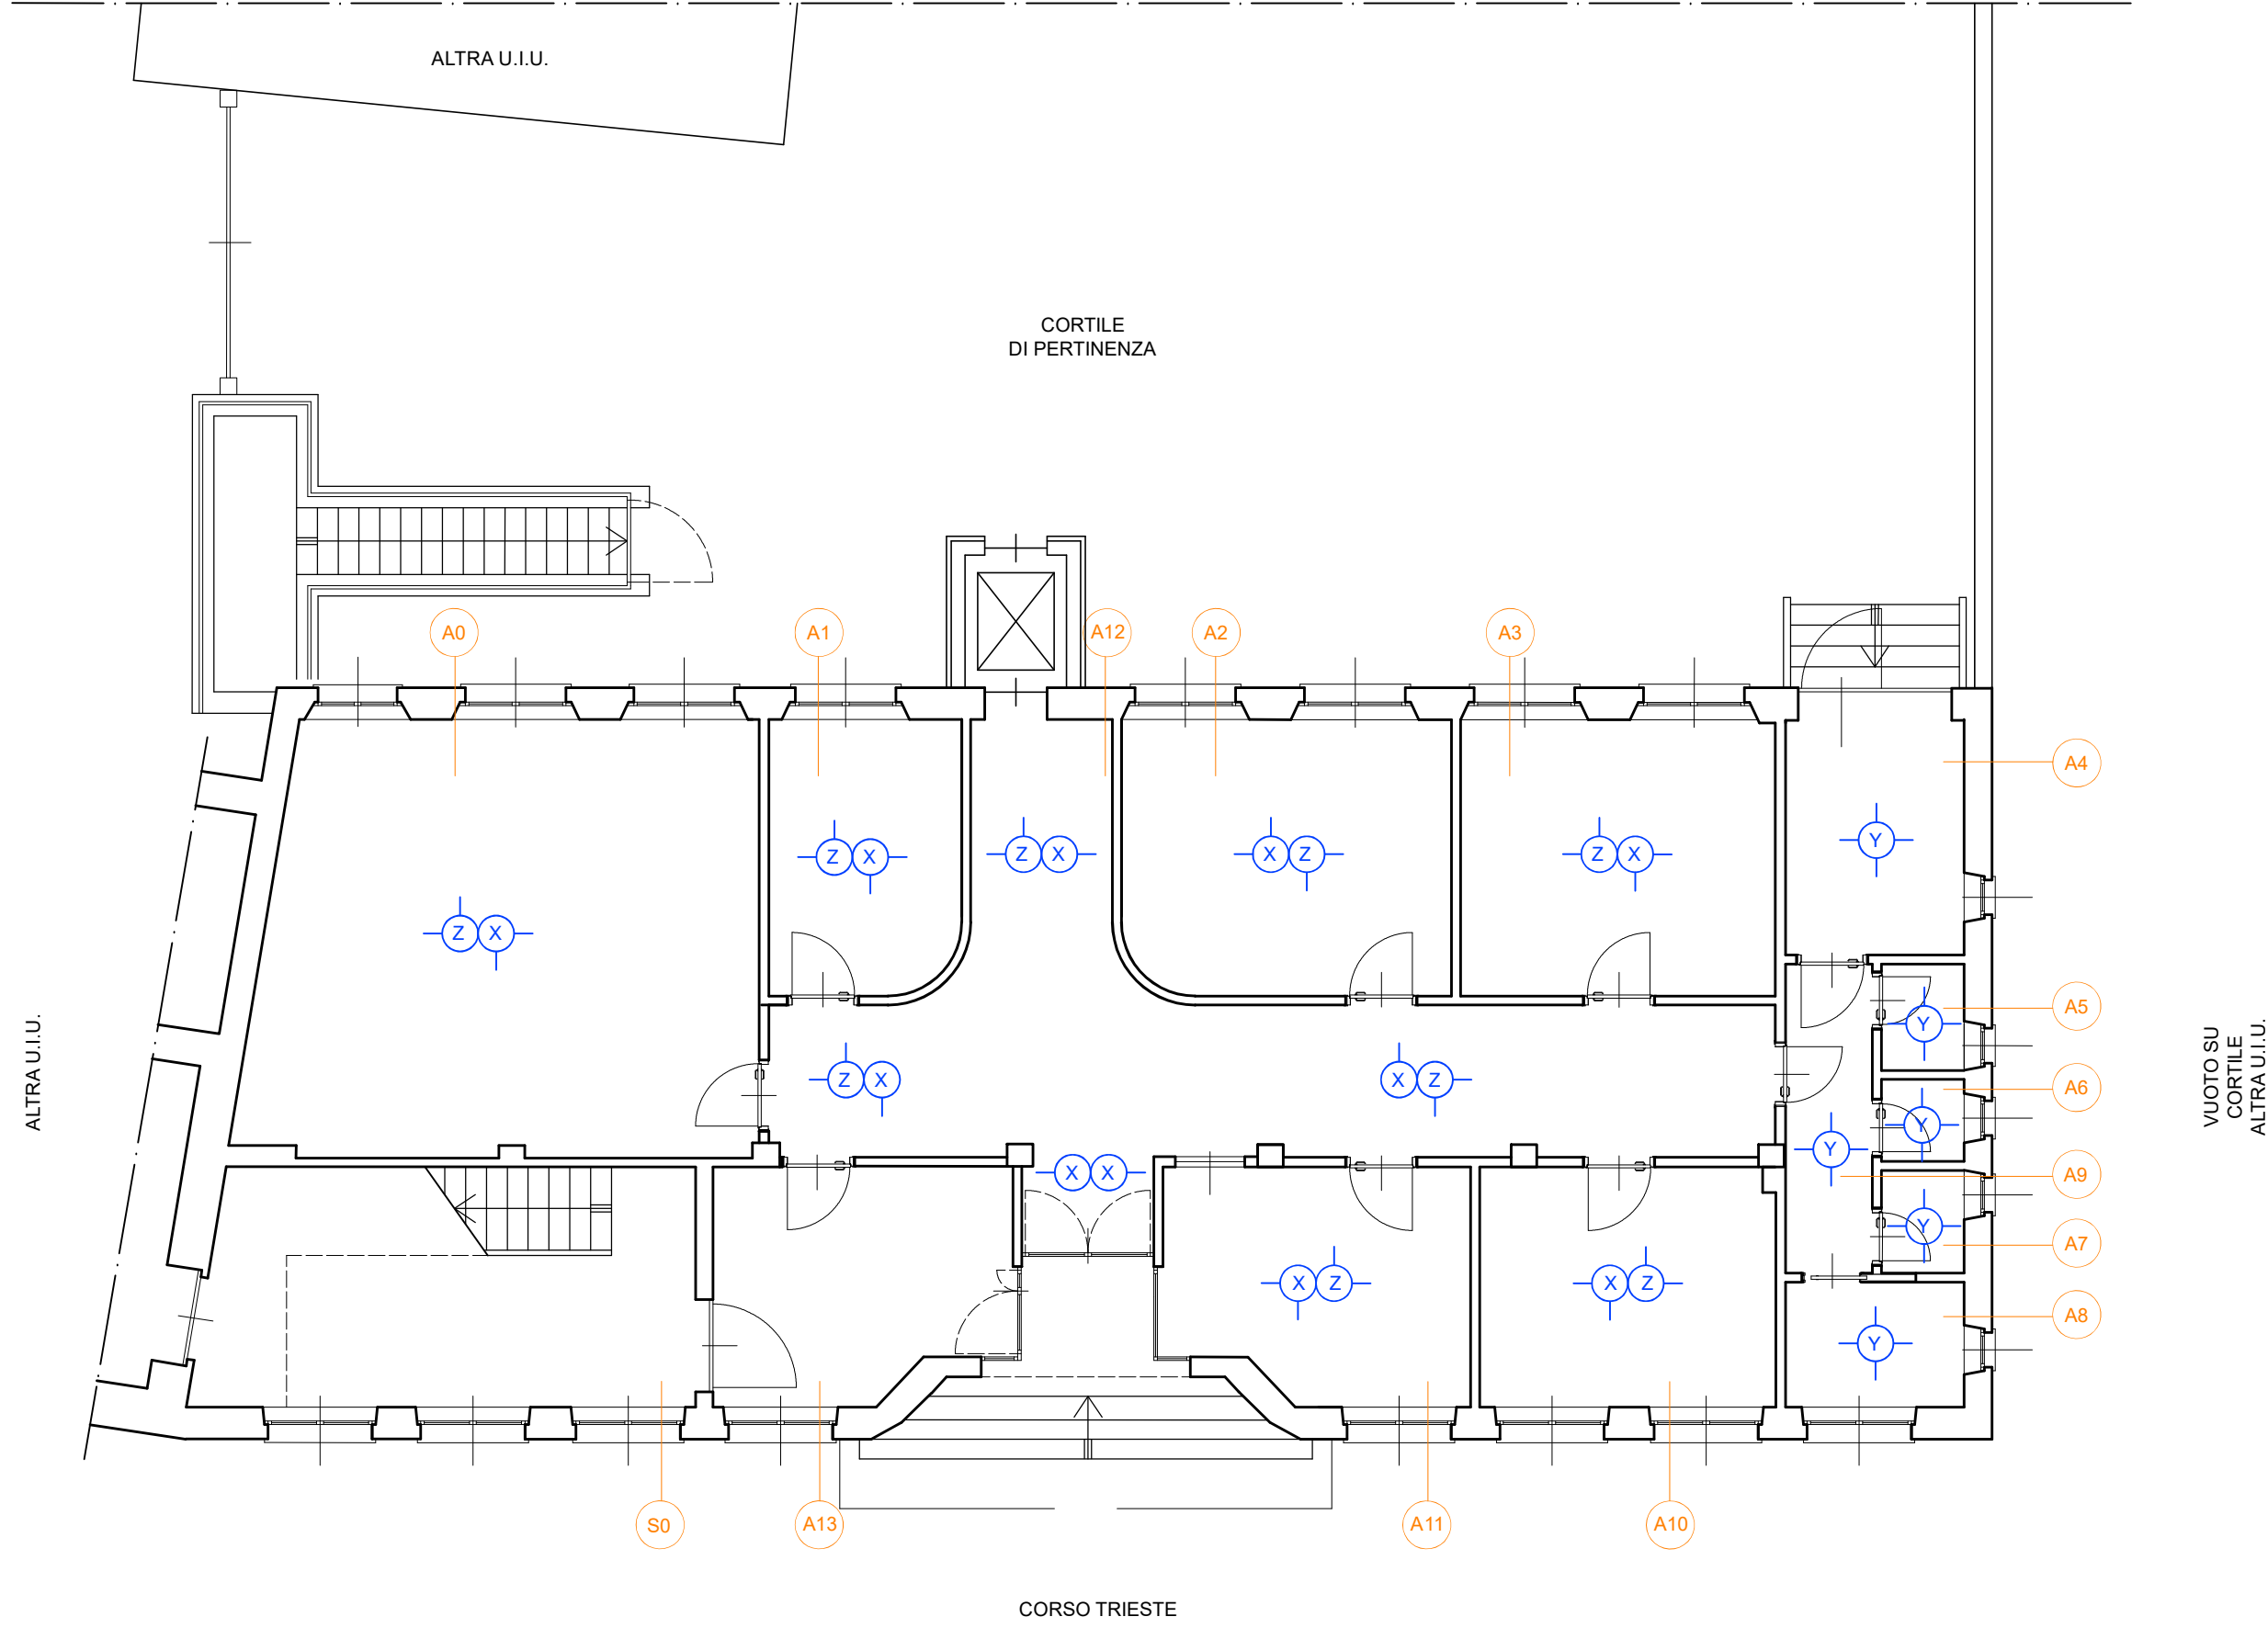 ALTRA U.I.U.
CORTILE
DI PERTINENZA
A0
A1
A12
A2
A3
A4
Y
Z X
Z X
X Z
Z X
Z X
A5
Y
ALTRA U.I.U.
VUOTO SU
CORTILE
ALTRA U.I.U.
Z X
X Z
A6
Y
Y
X X
A9
Y
A7
X Z
X Z
A8
Y
S0
A13
A11
A10
CORSO TRIESTE